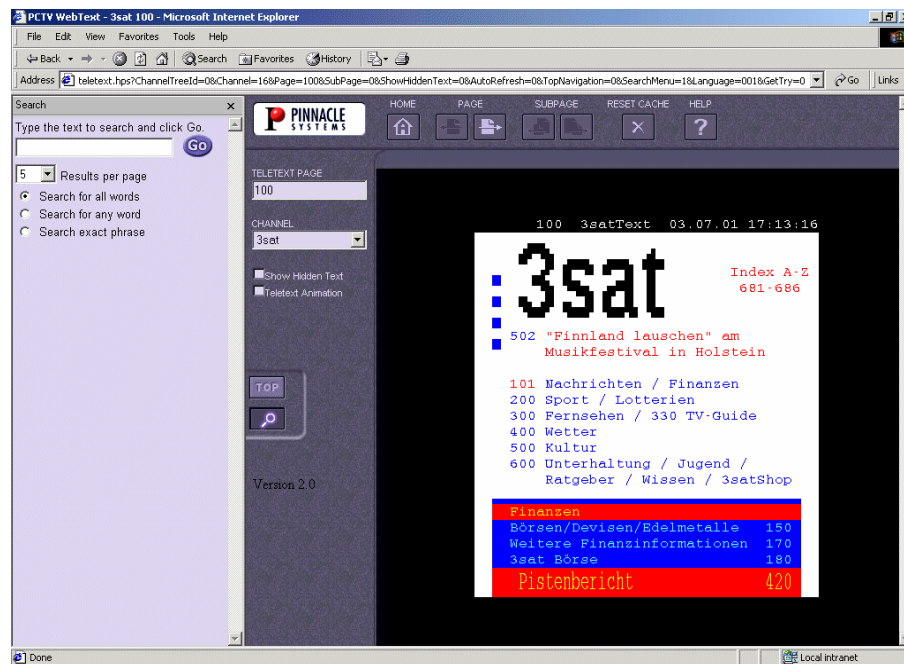 PCTV WebText - 3sat 100 - Microsoft Internet Explorer
File Edit View Favorites Tools Help
Back Search Favorites History
Address teletext.hps?ChannelTreeId=0&Channel=16&Page=100&SubPage=0&ShowHiddenText=0&AutoRefresh=0&TopNavigation=0&SearchMenu=1&Language=001&GetTry=0 Go Links
Search x
Type the text to search and click Go.
Go
5 Results per page
Search for all words
Search for any word
Search exact phrase
PINNACLE
SYSTEMS
HOME PAGE SUBPAGE RESET CACHE HELP
TELETEXT PAGE
100
CHANNEL
3sat
Show Hidden Text
Teletext Animation
TOP
Version 2.0
100 3satText 03.07.01 17:13:16
3sat
Index A-Z
681-686
502 "Finnland lauschen" am
Musikfestival in Holstein
101 Nachrichten / Finanzen
200 Sport / Lotterien
300 Fernsehen / 330 TV-Guide
400 Wetter
500 Kultur
600 Unterhaltung / Jugend /
Ratgeber / Wissen / 3satShop
Finanzen
Börsen/Devisen/Edelmetalle 150
Weitere Finanzinformationen 170
3sat Börse 180
Pistenbericht 420
Done Local intranet